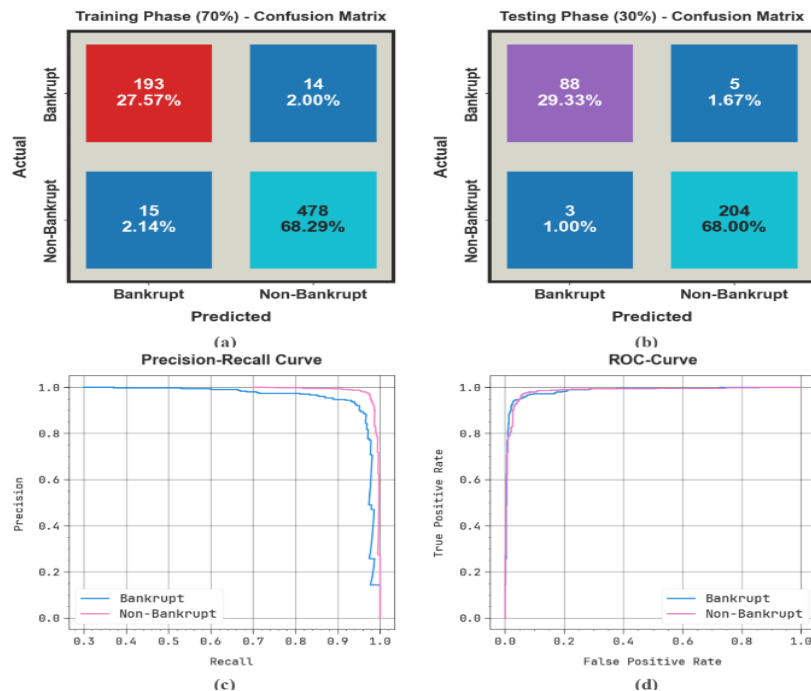 Training Phase (70%) - Confusion Matrix
Actual
Bankrupt
Non-Bankrupt
193
27.57%
14
2.00%
15
2.14%
478
68.29%
Bankrupt Non-Bankrupt
Predicted
(a)
Testing Phase (30%) - Confusion Matrix
Actual
Bankrupt
Non-Bankrupt
88
29.33%
5
1.67%
3
1.00%
204
68.00%
Bankrupt Non-Bankrupt
Predicted
(b)
Precision-Recall Curve
Precision
1.0
0.8
0.6
0.4
0.2
0.0
Bankrupt
Non-Bankrupt
0.3 0.4 0.5 0.6 0.7 0.8 0.9 1.0
Recall
(c)
ROC-Curve
True Positive Rate
1.0
0.8
0.6
0.4
0.2
0.0
Bankrupt
Non-Bankrupt
0.0 0.2 0.4 0.6 0.8 1.0
False Positive Rate
(d)